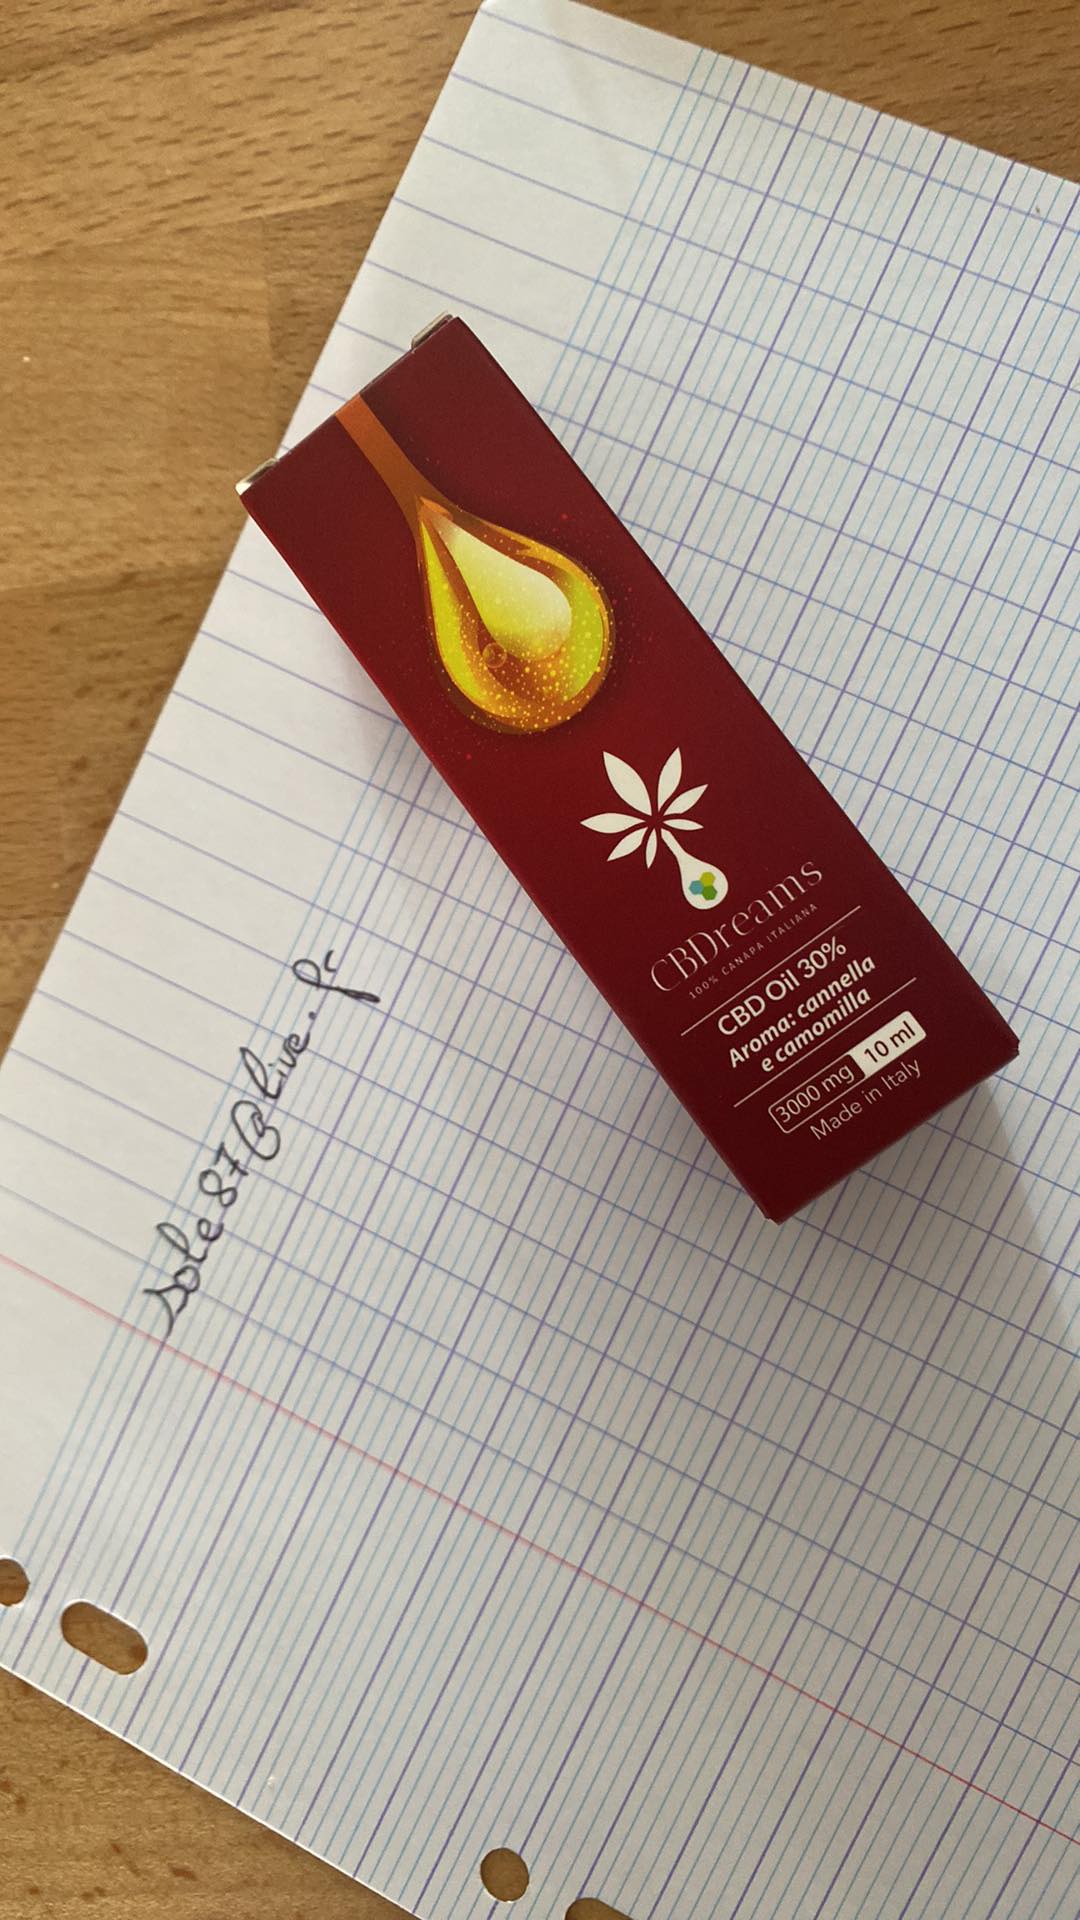 CBDreams
100% CANAPA ITALIANA
CBD Oil 30%
Aroma: cannella
e camomilla
3000 mg 10 ml
Made in Italy
sole87@live.fr